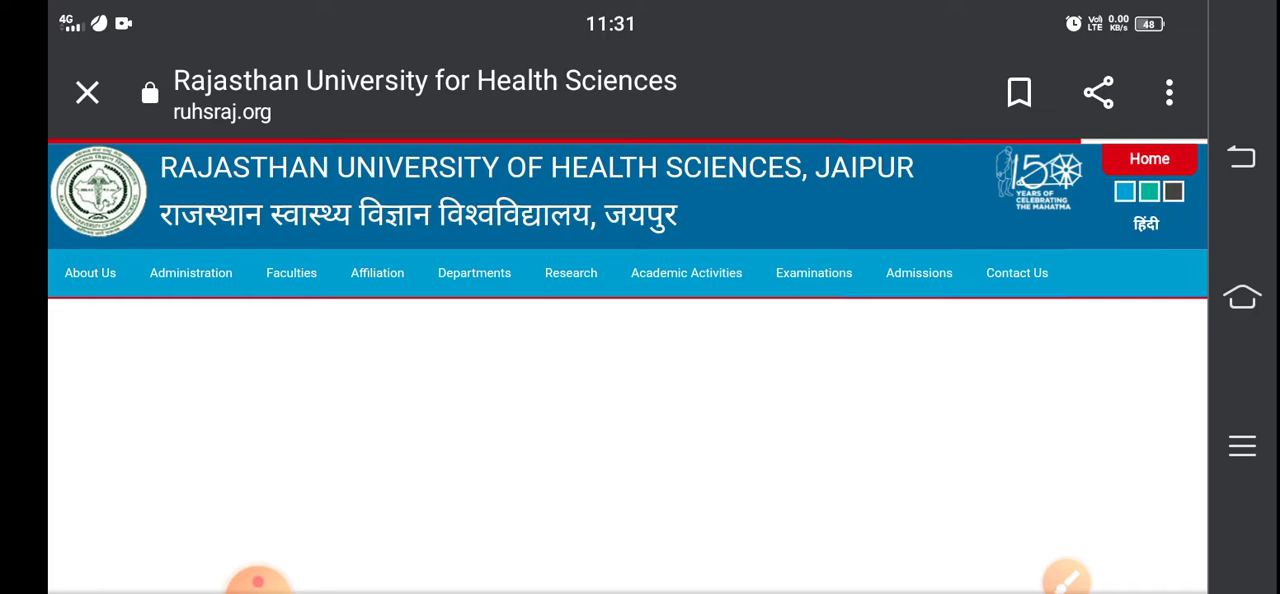 4G 11:31 Vo) LTE 0.00 KB/s 48
Rajasthan University for Health Sciences
ruhsraj.org
RAJASTHAN UNIVERSITY OF HEALTH SCIENCES, JAIPUR
राजस्थान स्वास्थ्य विज्ञान विश्वविद्यालय, जयपुर
150
YEARS OF
CELEBRATING
THE MAHATMA
Home
हिंदी
About Us Administration Faculties Affiliation Departments Research Academic Activities Examinations Admissions Contact Us